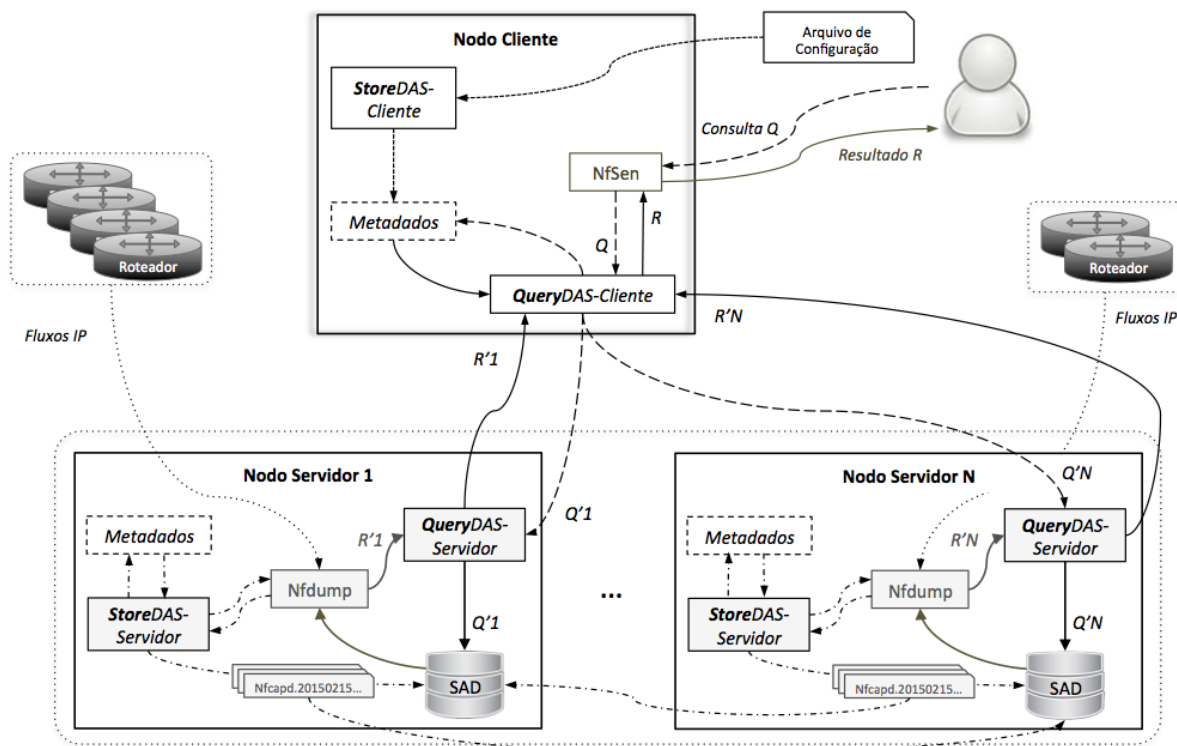 Nodo Cliente
Arquivo de
Configuração
StoreDAS-
Cliente
Consulta Q
Resultado R
NfSen
Metadados
Q
R
QueryDAS-Cliente
Roteador
Roteador
Fluxos IP
Fluxos IP
R'1
R'N
Nodo Servidor 1
Q'1
Metadados
R'1
QueryDAS-
Servidor
Nfdump
StoreDAS-
Servidor
Q'1
Nfcapd.20150215...
SAD
...
Nodo Servidor N
Q'N
Metadados
R'N
QueryDAS-
Servidor
Nfdump
StoreDAS-
Servidor
Q'N
Nfcapd.20150215...
SAD